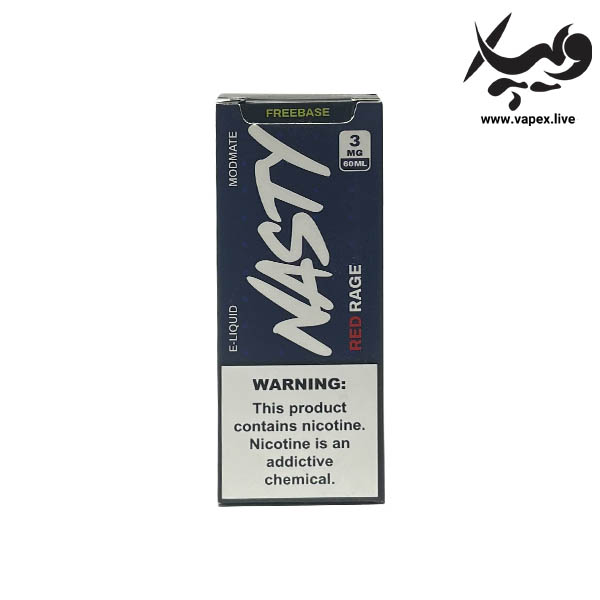 ویپلا
www.vapex.live
FREEBASE
MODMATE
3
MG
60ML
NASTY
E-LIQUID
RED RAGE
WARNING:
This product
contains nicotine.
Nicotine is an
addictive
chemical.